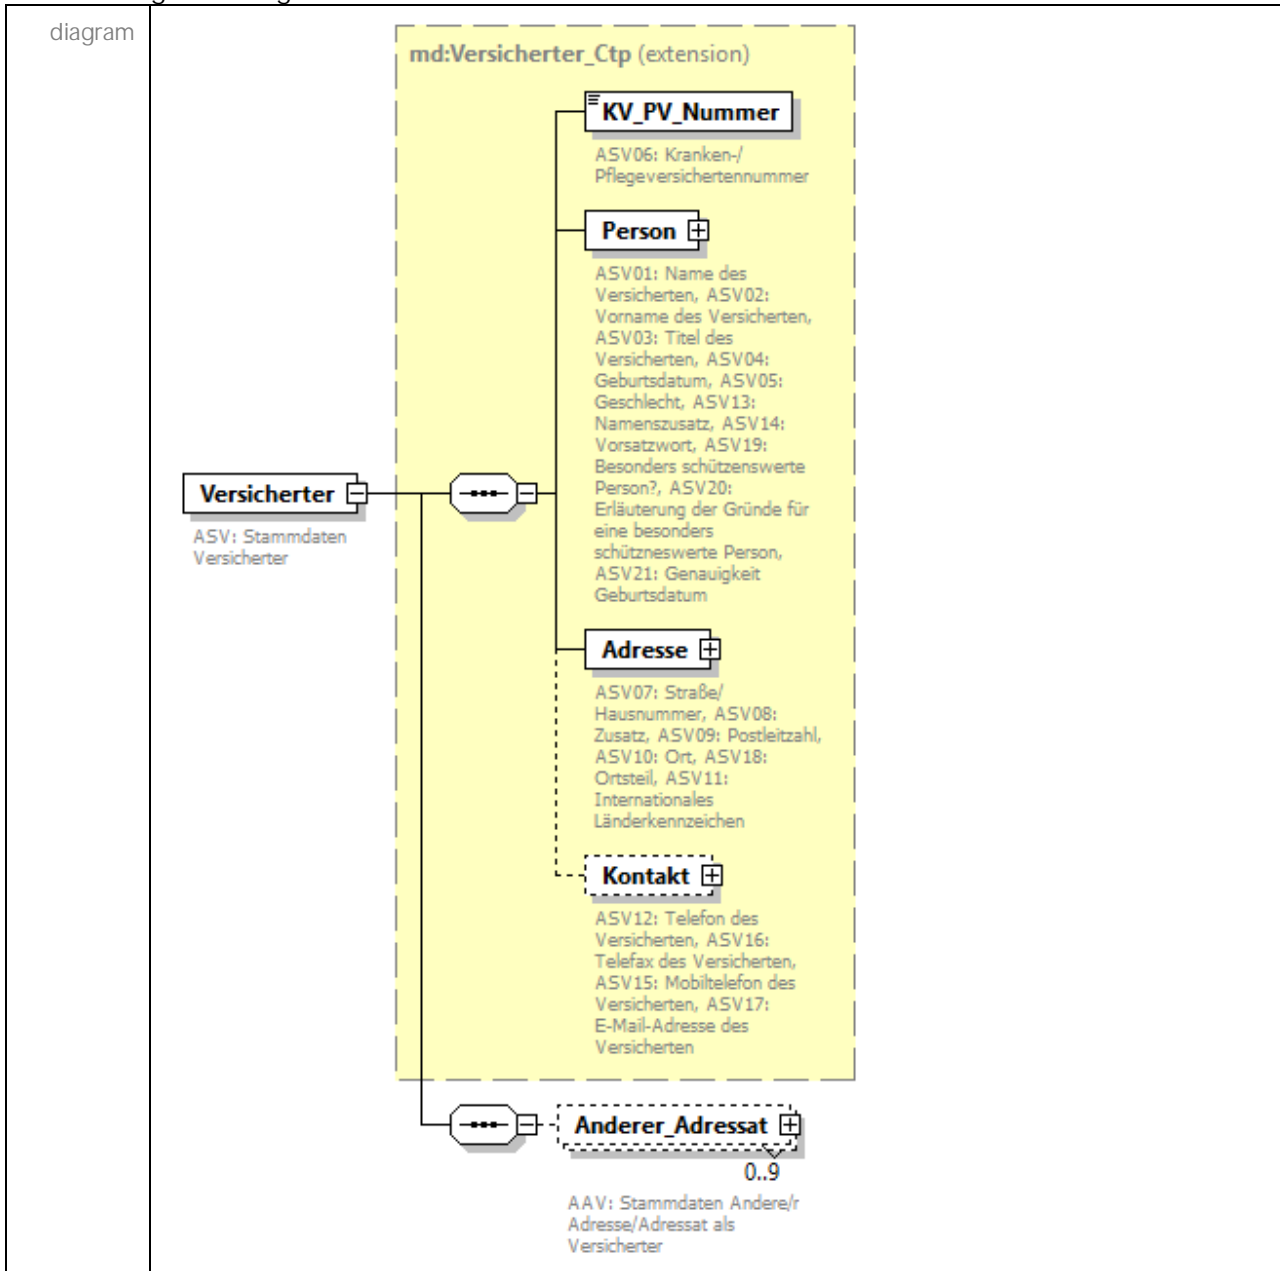 diagram
md:Versicherter_Ctp (extension)
KV_PV_Nummer
ASV06: Kranken-/
Pflegeversichertennummer
Person
ASV01: Name des
Versicherten, ASV02:
Vorname des Versicherten,
ASV03: Titel des
Versicherten, ASV04:
Geburtsdatum, ASV05:
Geschlecht, ASV13:
Namenszusatz, ASV14:
Vorsatzwort, ASV19:
Besonders schützenswerte
Person?, ASV20:
Erläuterung der Gründe für
eine besonders
schützneswerte Person,
ASV21: Genauigkeit
Geburtsdatum
Versicherter
ASV: Stammdaten
Versicherter
Adresse
ASV07: Straße/
Hausnummer, ASV08:
Zusatz, ASV09: Postleitzahl,
ASV10: Ort, ASV18:
Ortsteil, ASV11:
Internationales
Länderkennzeichen
Kontakt
ASV12: Telefon des
Versicherten, ASV16:
Telefax des Versicherten,
ASV15: Mobiltelefon des
Versicherten, ASV17:
E-Mail-Adresse des
Versicherten
Anderer_Adressat
0..9
AAV: Stammdaten Andere/r
Adresse/Adressat als
Versicherter